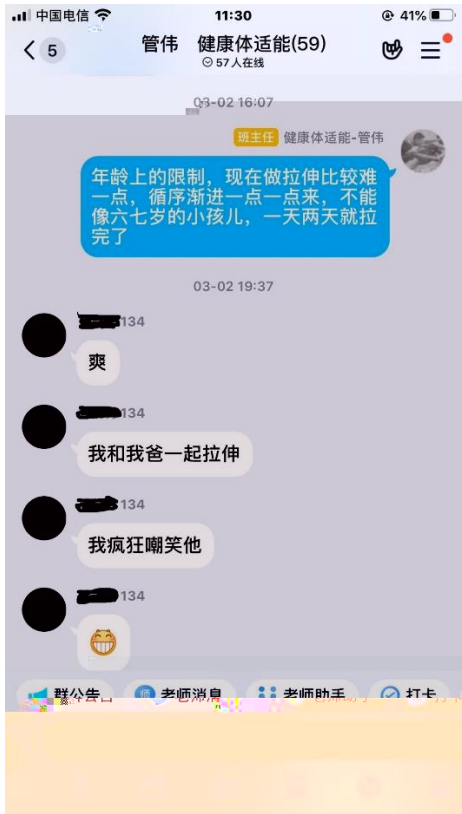 中国电信 11:30 41%
5 管伟 健康体适能(59)
57人在线
03-02 16:07
班主任 健康体适能-管伟
年龄上的限制，现在做拉伸比较难
一点，循序渐进一点一点来，不能
像六七岁的小孩儿，一天两天就拉
完了
03-02 19:37
134
爽
134
我和我爸一起拉伸
134
我疯狂嘲笑他
134
群公告 师 老师消息 老师助手 打卡